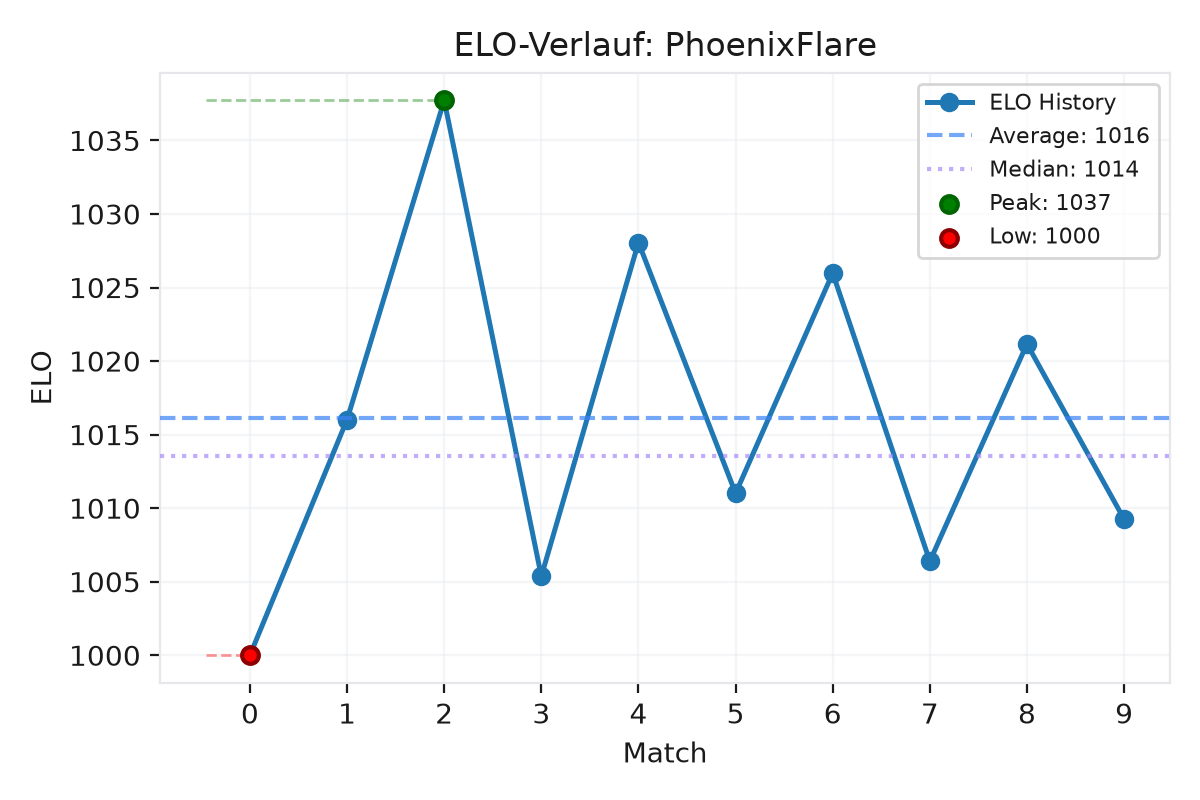 ELO-Verlauf: PhoenixFlare
ELO History
Average: 1016
Median: 1014
Peak: 1037
Low: 1000
ELO
1035
1030
1025
1020
1015
1010
1005
1000
0 1 2 3 4 5 6 7 8 9
Match